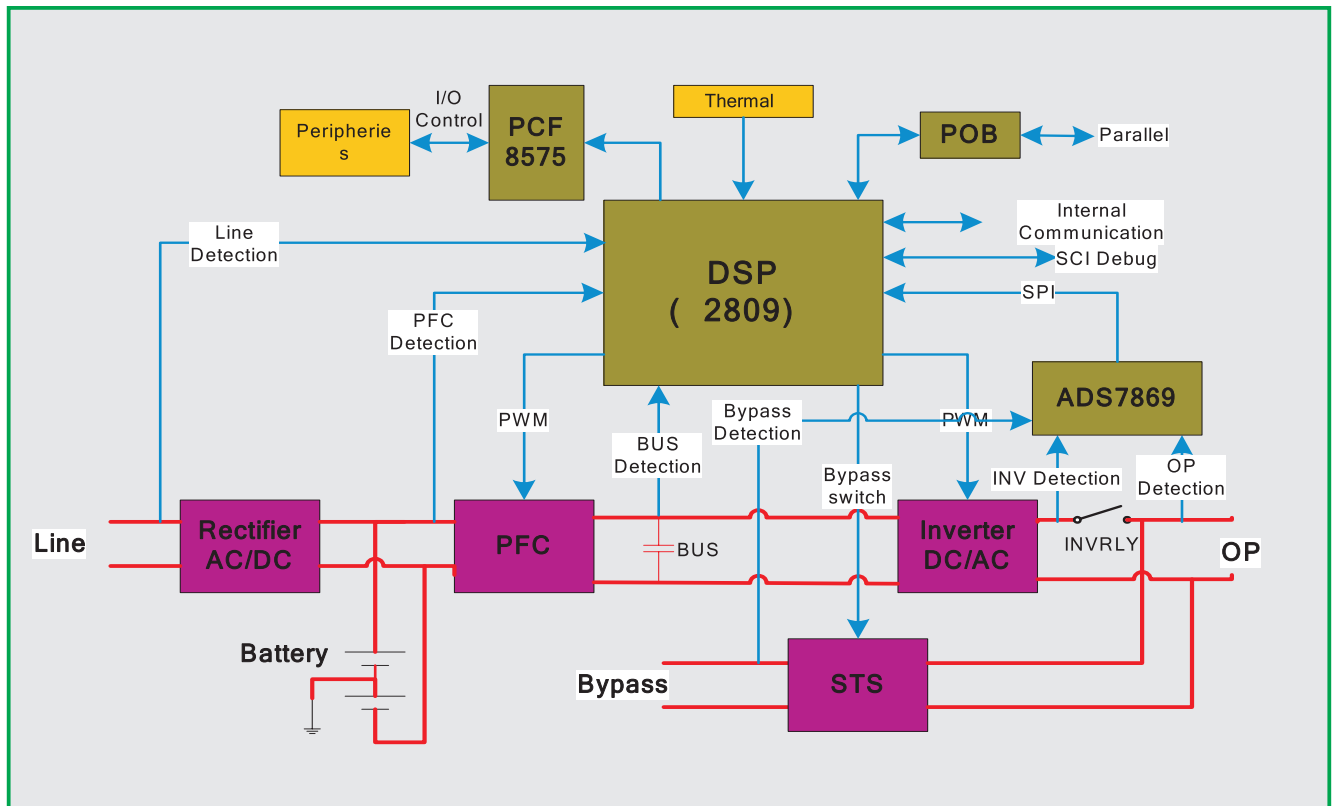 I/O
Control
Peripherie
s
PCF
8575
Thermal
POB
Parallel
Line
Detection
Internal
Communication
SCI Debug
DSP
( 2809)
SPI
PFC
Detection
ADS7869
PWM
Bypass
Detection
PWM
BUS
Detection
Bypass
switch
INV Detection
OP
Detection
Line
Rectifier
AC/DC
PFC
BUS
Inverter
DC/AC
INVRLY
OP
Battery
Bypass
STS